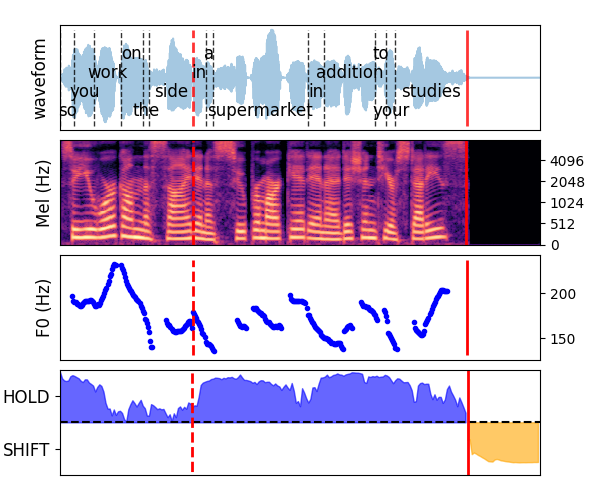 waveform
on a to
work in addition
you side in studies
so the supermarket your
Mel (Hz)
4096
2048
1024
512
0
F0 (Hz)
200
150
HOLD
SHIFT